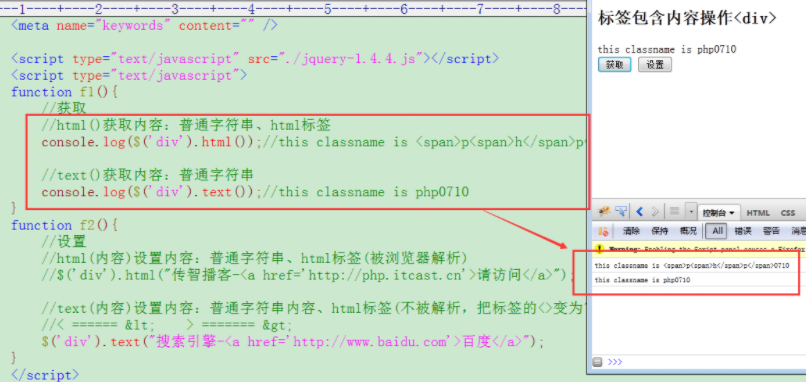 ---1----+----2----+----3----+----4----+----5----+----6----+----7----+----8----
<meta name="keywords" content="" />
<script type="text/javascript" src="./jquery-1.4.4.js"></script>
<script type="text/javascript">
function f1(){
//获取
//html()获取内容：普通字符串、html标签
console.log($('div').html());//this classname is <span>p<span>h</span>p
//text()获取内容：普通字符串
console.log($('div').text());//this classname is php0710
}
function f2(){
//设置
//html(内容)设置内容：普通字符串、html标签(被浏览器解析)
//$('div').html("传智播客-<a href='http://php.itcast.cn'>请访问</a>");
//text(内容)设置内容：普通字符串内容、html标签(不被解析，把标签的<>变为
//< ====== &lt; > ======= &gt;
$('div').text("搜索引擎-<a href='http://www.baidu.com'>百度</a>");
}
</script>
标签包含内容操作<div>
this classname is php0710
获取 设置
控制台 HTML CSS
清除 保持 概况 All 错误 警告 消息
Warning:
this classname is <span>p<span>h</span>p</span>0710
this classname is php0710
>>>